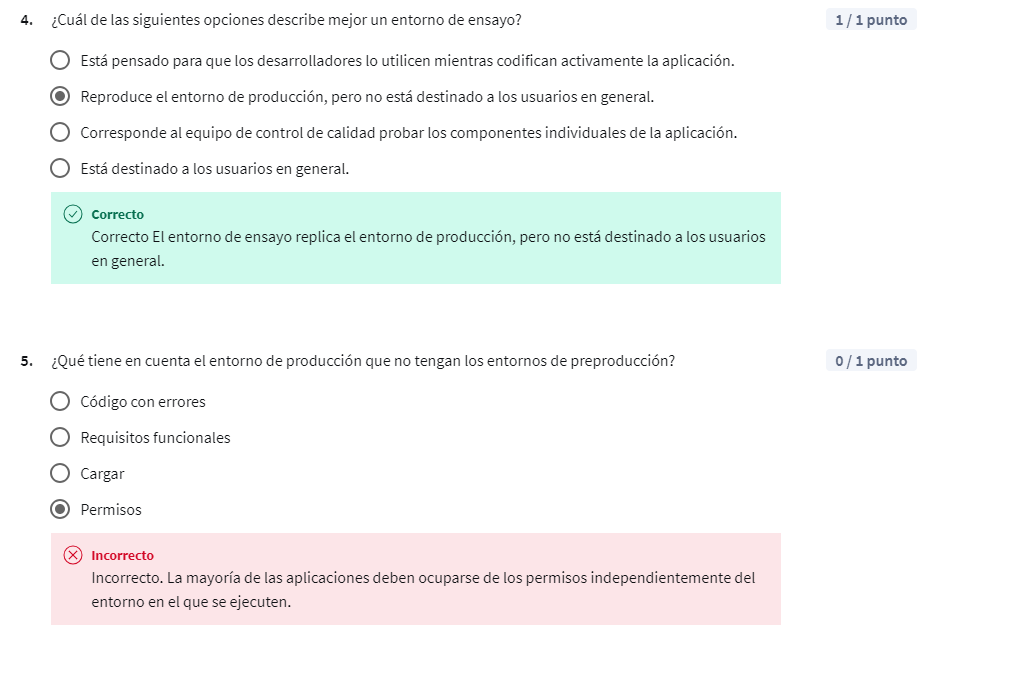 4. ¿Cuál de las siguientes opciones describe mejor un entorno de ensayo? 1 / 1 punto
Está pensado para que los desarrolladores lo utilicen mientras codifican activamente la aplicación.
Reproduce el entorno de producción, pero no está destinado a los usuarios en general.
Corresponde al equipo de control de calidad probar los componentes individuales de la aplicación.
Está destinado a los usuarios en general.
Correcto
Correcto El entorno de ensayo replica el entorno de producción, pero no está destinado a los usuarios
en general.
5. ¿Qué tiene en cuenta el entorno de producción que no tengan los entornos de preproducción? 0 / 1 punto
Código con errores
Requisitos funcionales
Cargar
Permisos
Incorrecto
Incorrecto. La mayoría de las aplicaciones deben ocuparse de los permisos independientemente del
entorno en el que se ejecuten.